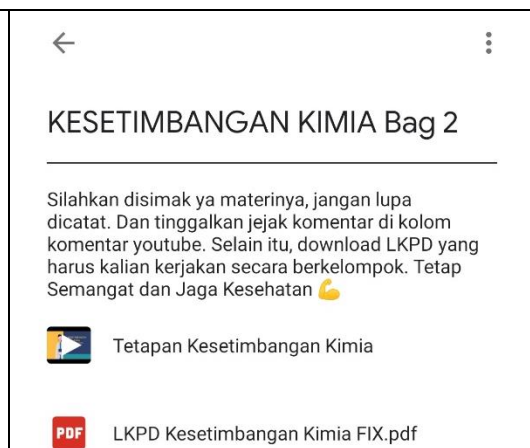 KESETIMBANGAN KIMIA Bag 2
Silahkan disimak ya materinya, jangan lupa
dicatat. Dan tinggalkan jejak komentar di kolom
komentar youtube. Selain itu, download LKPD yang
harus kalian kerjakan secara berkelompok. Tetap
Semangat dan Jaga Kesehatan 💪
Tetapan Kesetimbangan Kimia
PDF
LKPD Kesetimbangan Kimia FIX.pdf